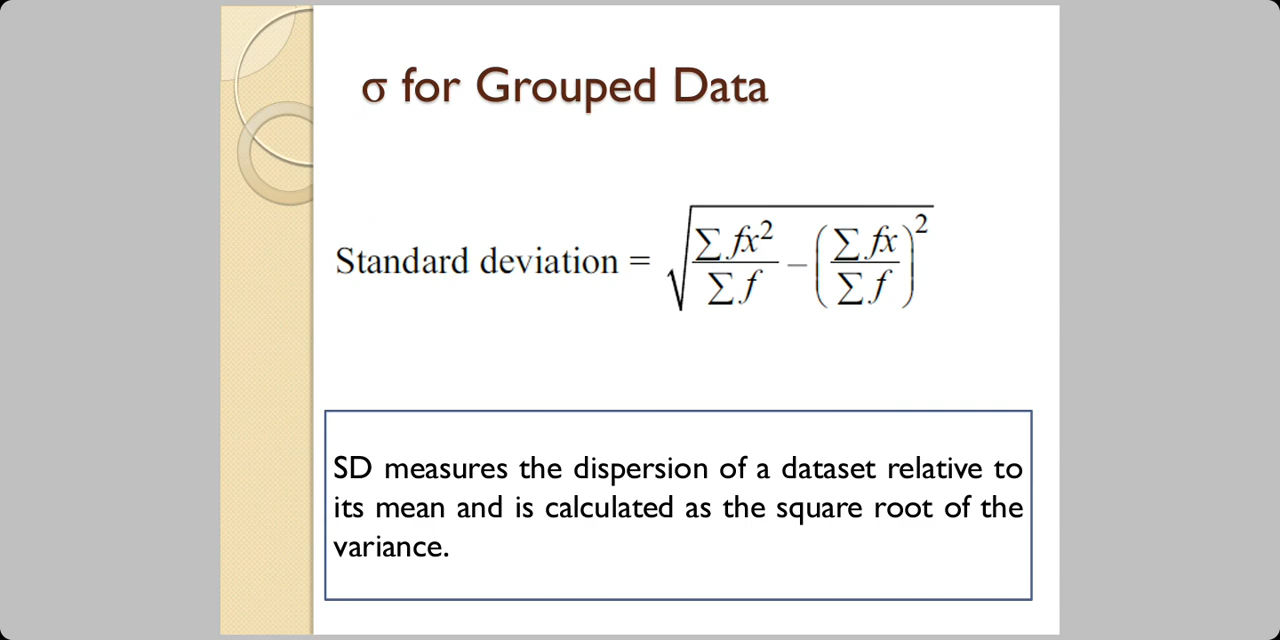 σ for Grouped Data
Standard deviation = √(∑fx²/∑f − (∑fx/∑f)²)
SD measures the dispersion of a dataset relative to
its mean and is calculated as the square root of the
variance.